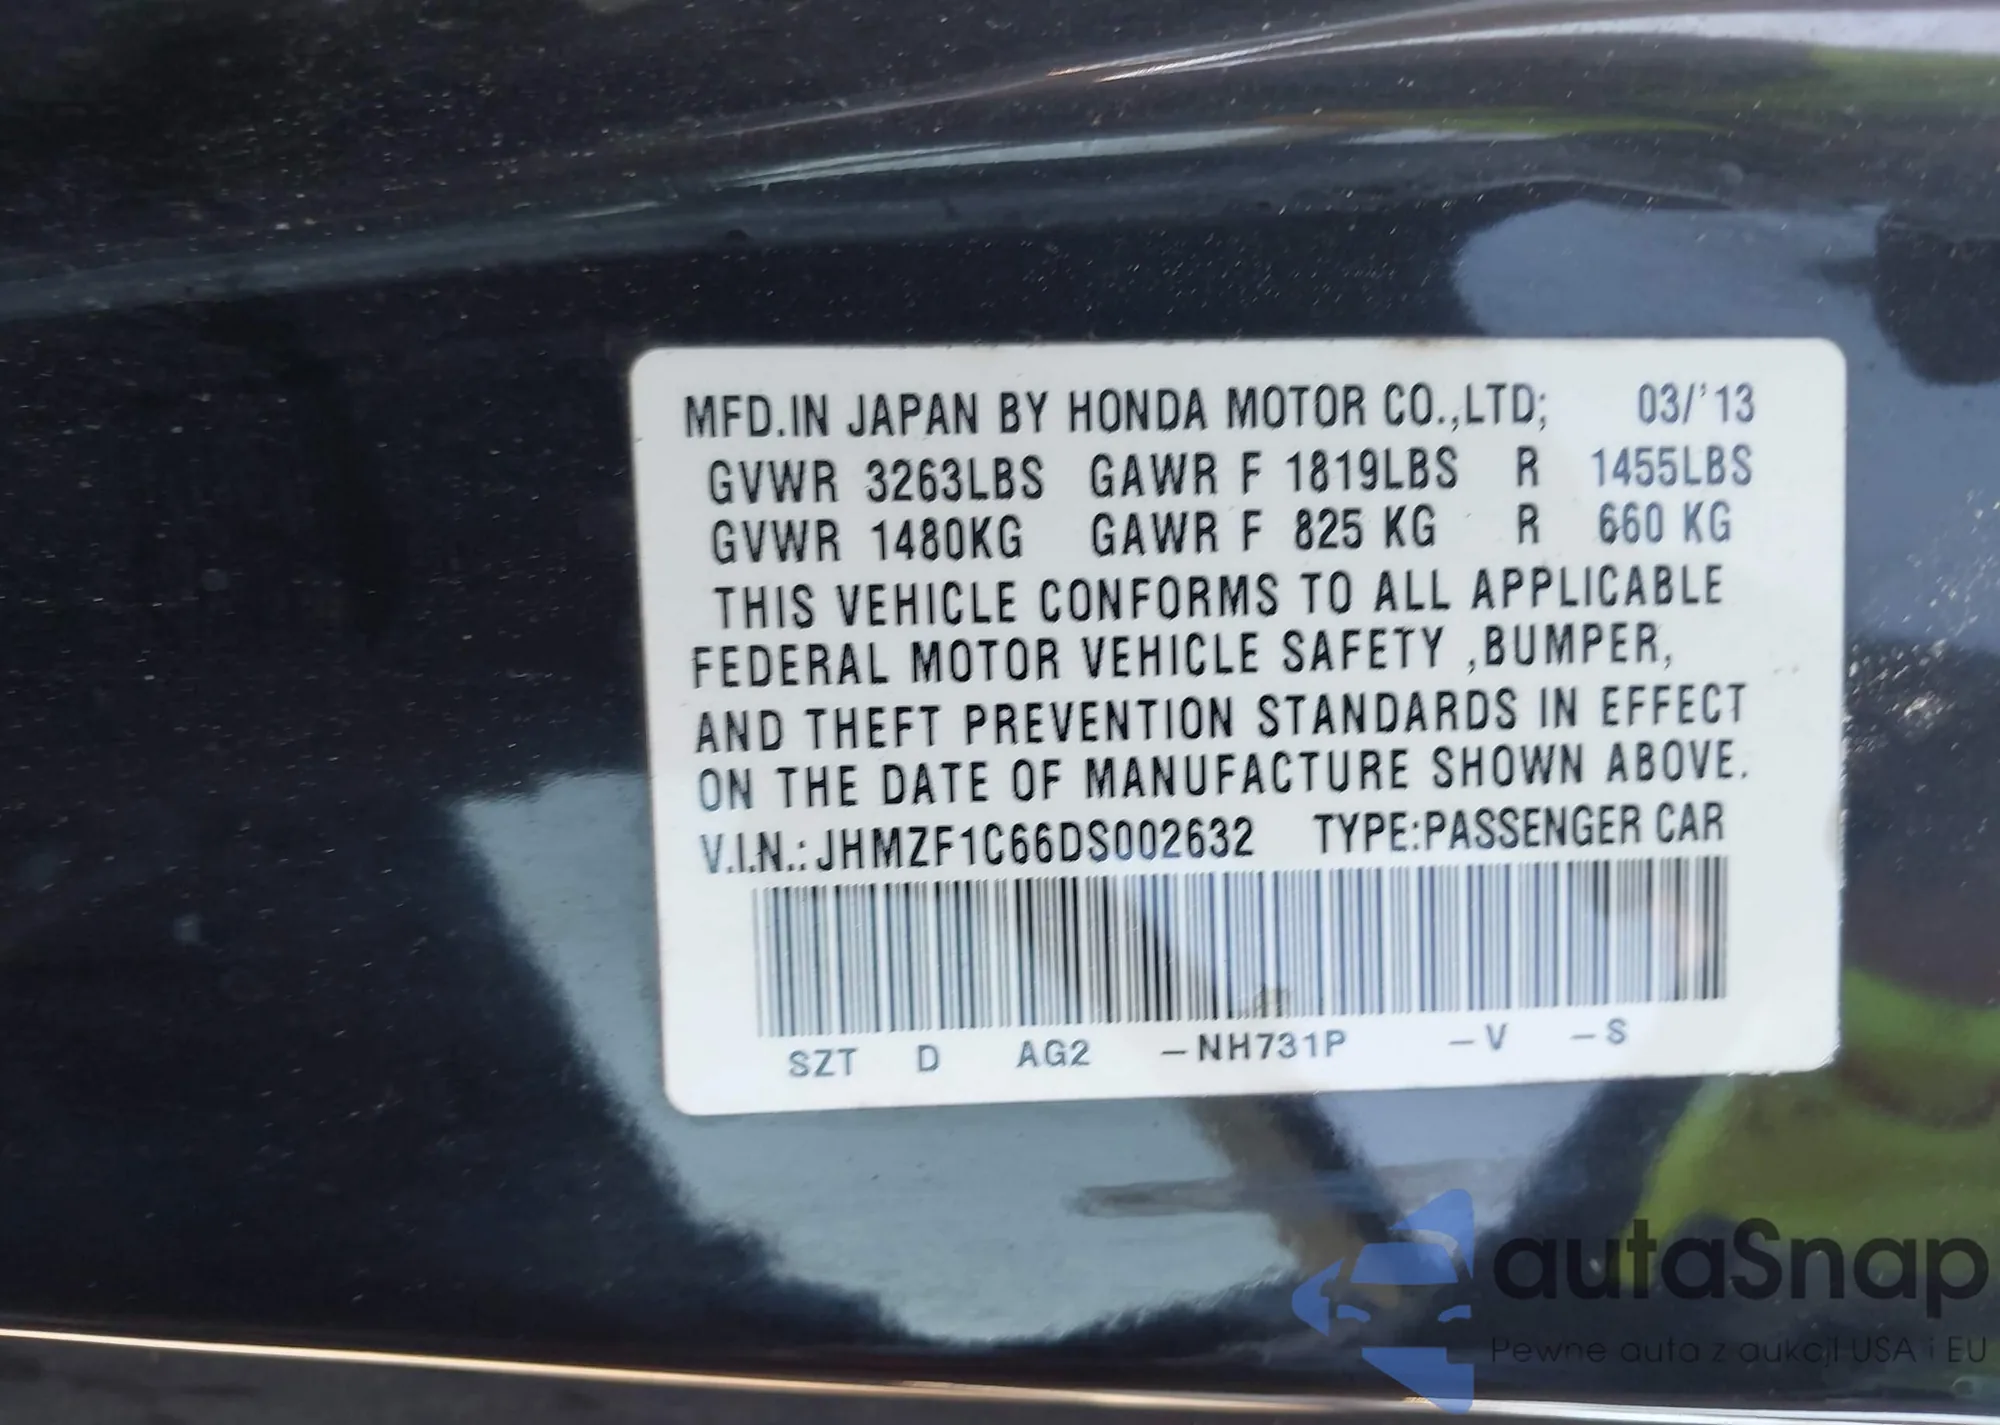 MFD.IN JAPAN BY HONDA MOTOR CO.,LTD; 03/'13
GVWR 3263LBS GAWR F 1819LBS R 1455LBS
GVWR 1480KG GAWR F 825 KG R 660 KG
THIS VEHICLE CONFORMS TO ALL APPLICABLE
FEDERAL MOTOR VEHICLE SAFETY ,BUMPER,
AND THEFT PREVENTION STANDARDS IN EFFECT
ON THE DATE OF MANUFACTURE SHOWN ABOVE.
V.I.N.: JHMZF1C66DS002632 TYPE:PASSENGER CAR
SZT D AG2 –NH731P –V –S
autaSnap
Pewne auta z aukcji USA i EU